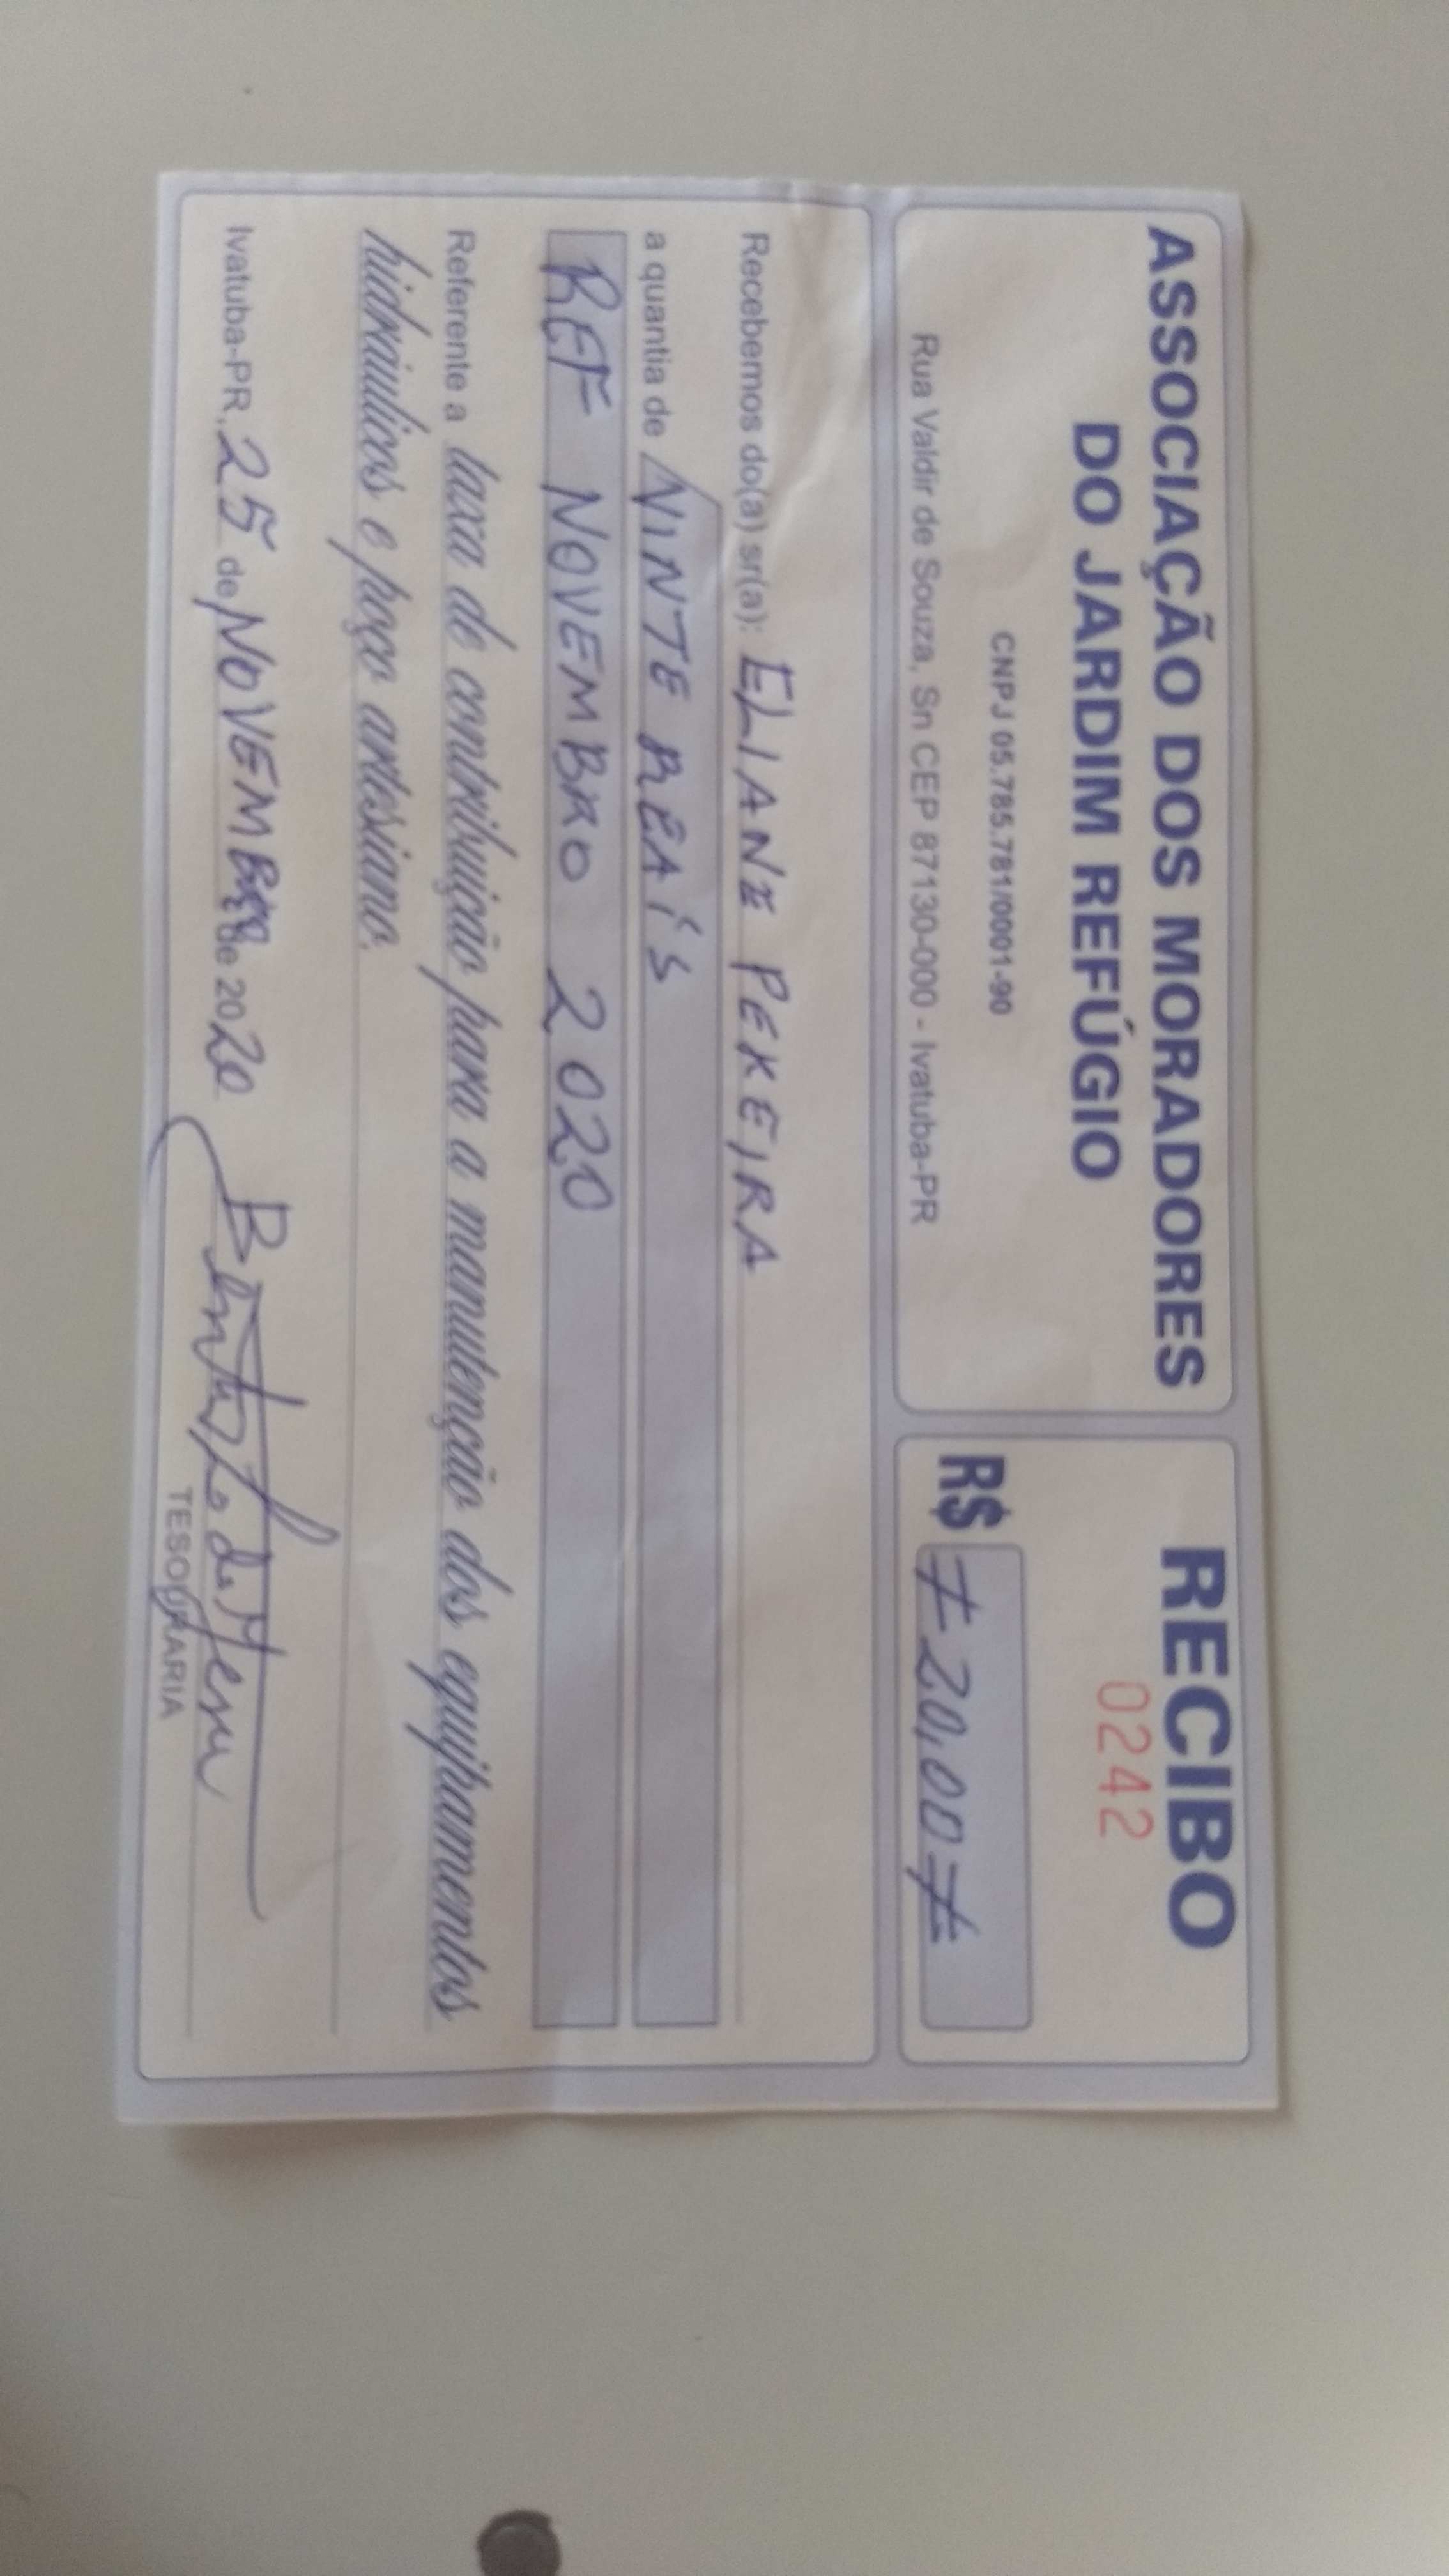 ASSOCIAÇÃO DOS MORADORES
DO JARDIM REFÚGIO
CNPJ 05.785.781/0001-90
Rua Valdir de Souza, Sn CEP 87130-000 - Ivatuba-PR
RECIBO
0242
R$ ≠ 20,00 ≠
Recebemos do(a) sr(a): ELIANE PEREIRA
a quantia de VINTE REAÍS
REF NOVEMBRO 2020
Referente a taxa de contribuição para a manutenção dos equipamentos
hidráulicos e poço artesiano.
Ivatuba-PR, 25 de NOVEMBRO de 2020
TESOURARIA